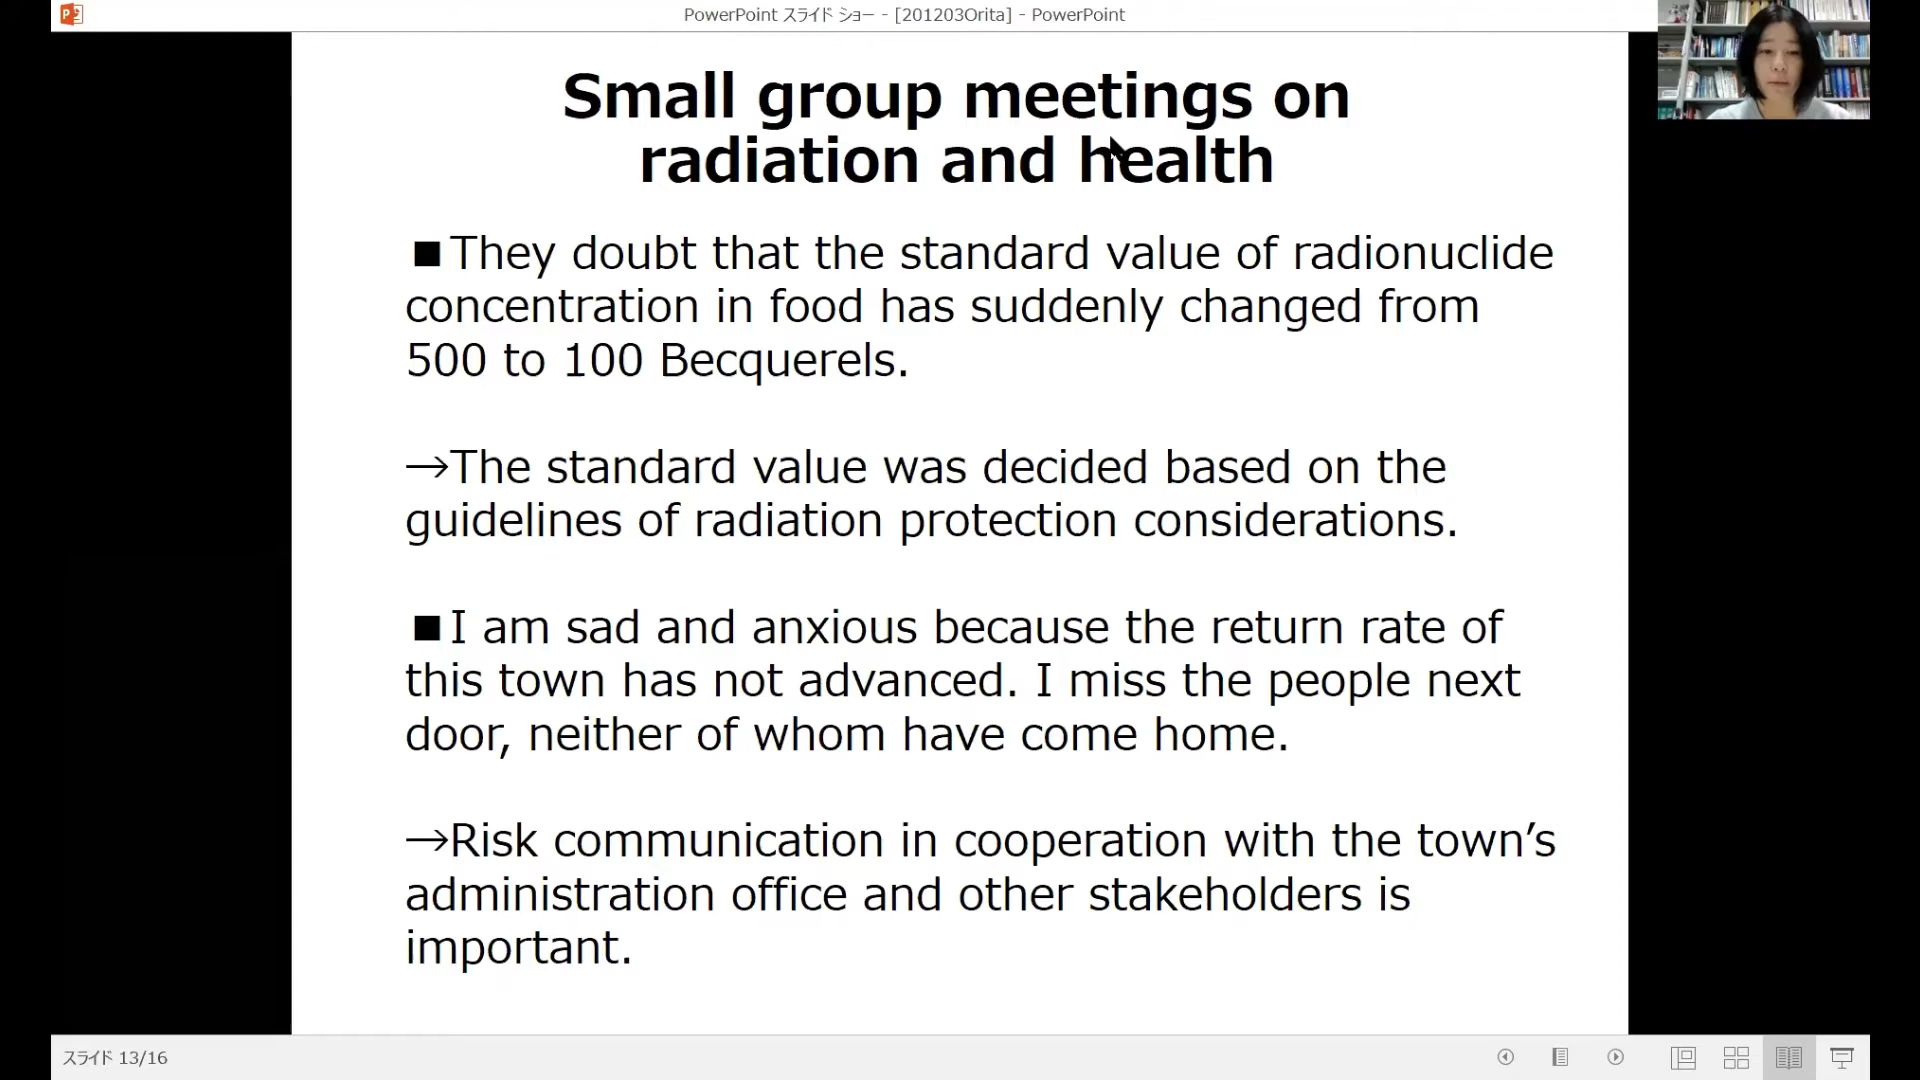 PowerPoint スライド ショー - [201203Orita] - PowerPoint
Small group meetings on
radiation and health
■They doubt that the standard value of radionuclide
concentration in food has suddenly changed from
500 to 100 Becquerels.
→The standard value was decided based on the
guidelines of radiation protection considerations.
■I am sad and anxious because the return rate of
this town has not advanced. I miss the people next
door, neither of whom have come home.
→Risk communication in cooperation with the town’s
administration office and other stakeholders is
important.
スライド 13/16